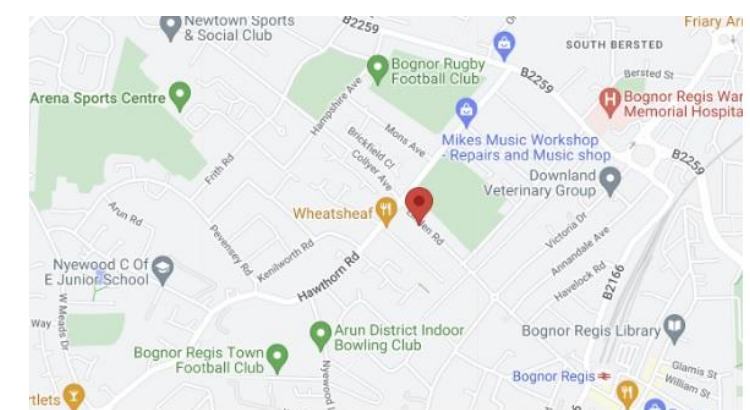 Newtown Sports
& Social Club
B2259
Friary Ar
SOUTH BERSTED
Bognor Rugby
Football Club
B2259
Bersted St
Arena Sports Centre
Hampshire Ave
Bognor Regis War
Memorial Hospita
Mons Ave
Brickfield Cl
Mikes Music Workshop
- Repairs and Music shop
Collyer Ave
B2259
Frith Rd
Downland
Veterinary Group
Wheatsheaf
Arun Rd
Victoria Dr
Pevensey Rd
Kenilworth Rd
Annandale Ave
Nyewood C Of
E Junior School
Hawthorn Rd
Havelock Rd
B2166
W Meads Dr
Way
Arun District Indoor
Bowling Club
Bognor Regis Library
Bognor Regis Town
Football Club
Glamis St
Bognor Regis
William St
Nyewood
tlets
B2166